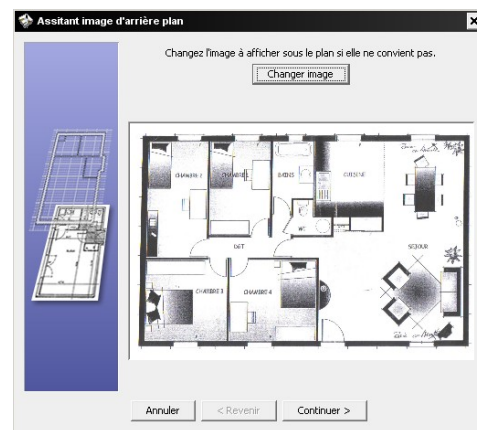 Assitant image d'arrière plan
Changez l'image à afficher sous le plan si elle ne convient pas.
Changer image
CHAMBRE 2
BAINS
CUISINE
WC
DGT
SEJOUR
CHAMBRE 3
CHAMBRE 4
Annuler
< Revenir
Continuer >